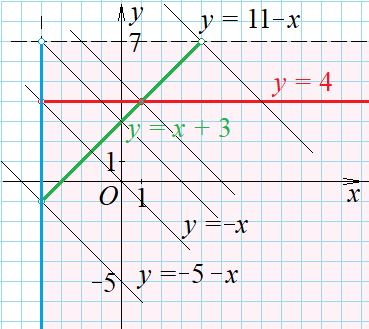 y
y = 11-x
7
y = 4
y = x + 3
1
O
1
x
y =-x
-5
y =-5 -x